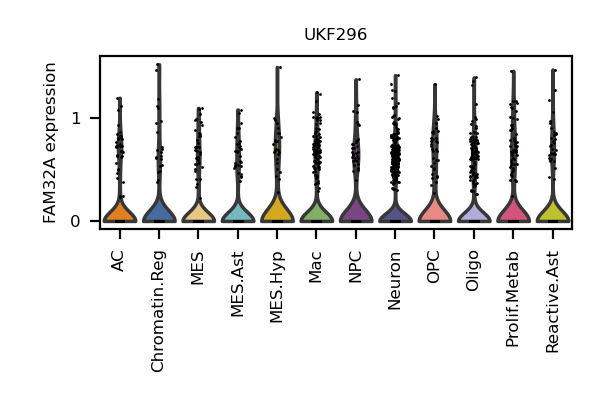 UKF296
FAM32A expression
1
0
AC
Chromatin.Reg
MES
MES.Ast
MES.Hyp
Mac
NPC
Neuron
OPC
Oligo
Prolif.Metab
Reactive.Ast